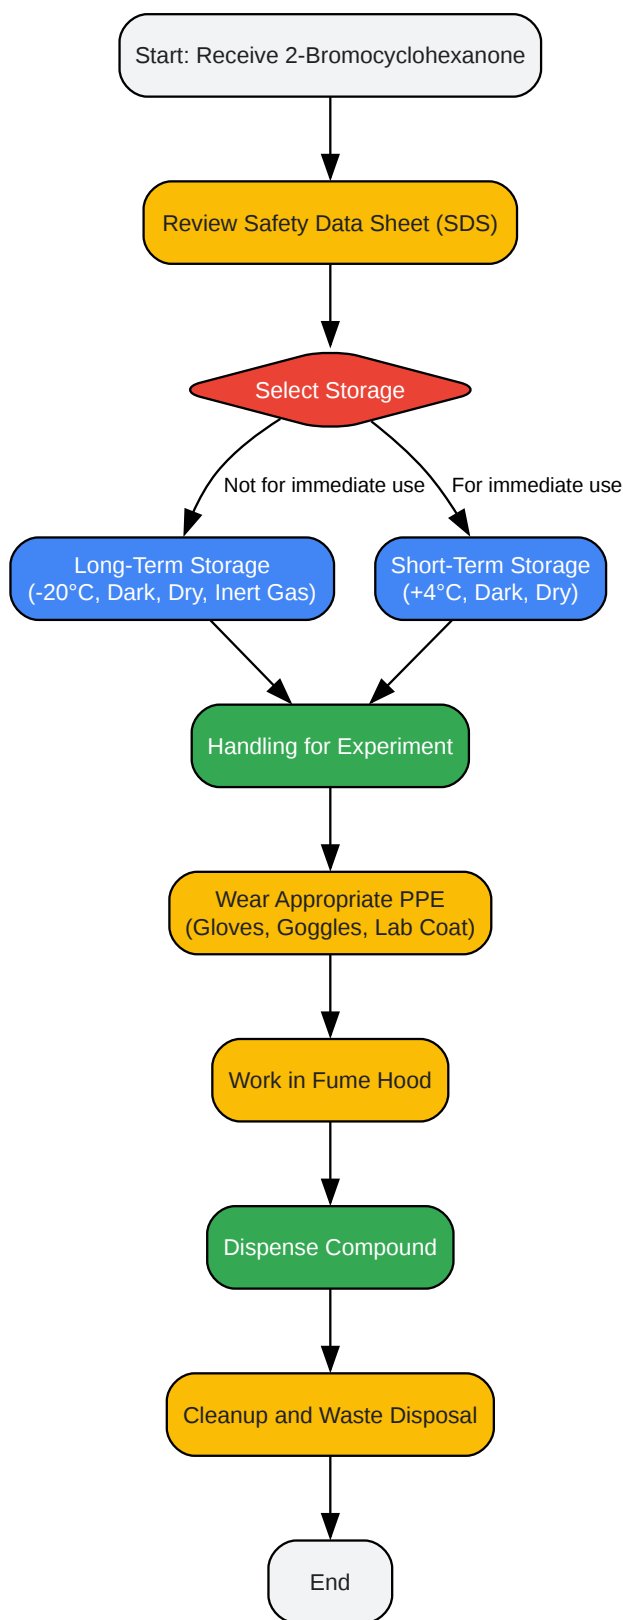 Start: Receive 2-Bromocyclohexanone
Review Safety Data Sheet (SDS)
Select Storage
Not for immediate use
For immediate use
Long-Term Storage
(-20°C, Dark, Dry, Inert Gas)
Short-Term Storage
(+4°C, Dark, Dry)
Handling for Experiment
Wear Appropriate PPE
(Gloves, Goggles, Lab Coat)
Work in Fume Hood
Dispense Compound
Cleanup and Waste Disposal
End